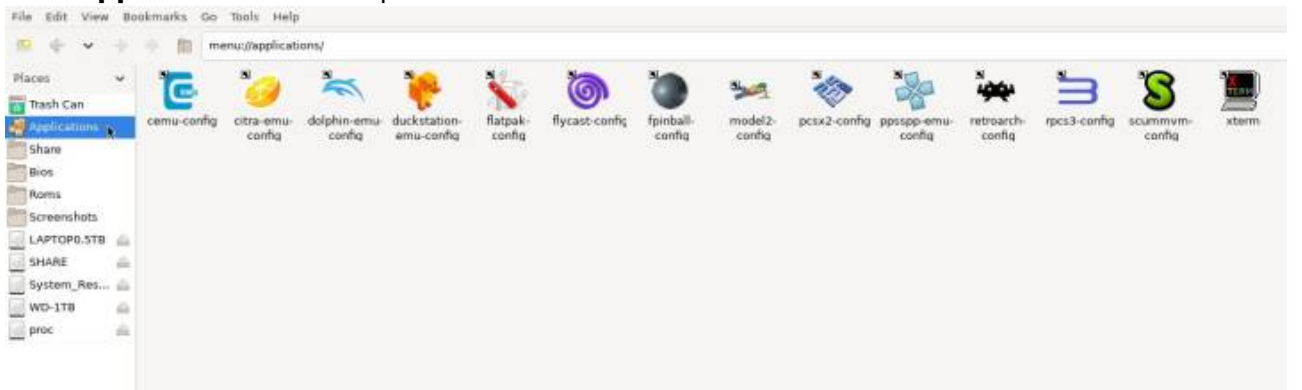 File Edit View Bookmarks Go Tools Help
menu://applications/
Places
Trash Can
Applications
Share
Bios
Roms
Screenshots
LAPTOP0.5TB
SHARE
System_Res...
WD-1TB
proc
cemu-config
citra-emu-
config
dolphin-emu-
config
duckstation-
emu-config
flatpak-
config
flycast-config
fpinball-
config
model2-
config
pcsx2-config
ppsspp-emu-
config
retroarch-
config
rpcs3-config
scummvm-
config
X
TERM
xterm